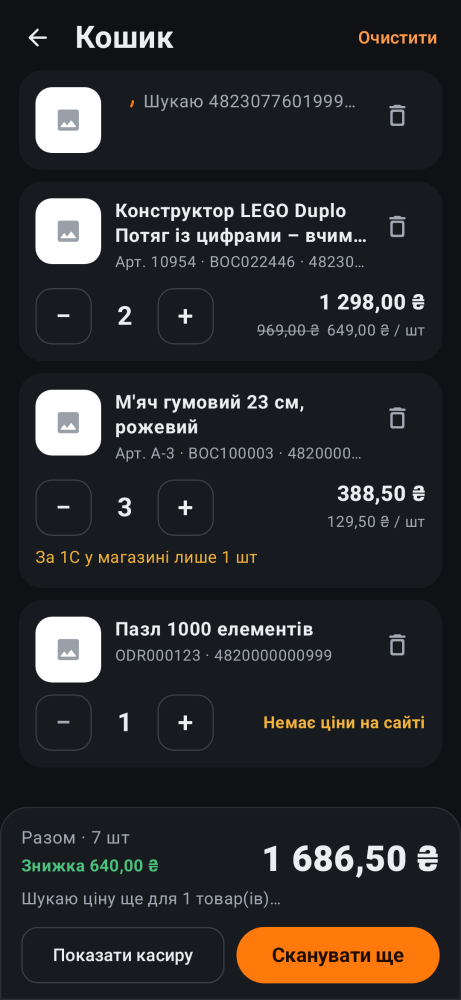 Кошик
Очистити
Шукаю 4823077601999…
Конструктор LEGO Duplo
Потяг із цифрами – вчим…
Арт. 10954 · BOC022446 · 48230…
−
2
+
1 298,00 ₴
969,00 ₴ 649,00 ₴ / шт
М'яч гумовий 23 см,
рожевий
Арт. А-3 · BOC100003 · 4820000…
−
3
+
388,50 ₴
129,50 ₴ / шт
За 1С у магазині лише 1 шт
Пазл 1000 елементів
ODR000123 · 4820000000999
−
1
+
Немає ціни на сайті
Разом · 7 шт
Знижка 640,00 ₴
1 686,50 ₴
Шукаю ціну ще для 1 товар(ів)…
Показати касиру
Сканувати ще